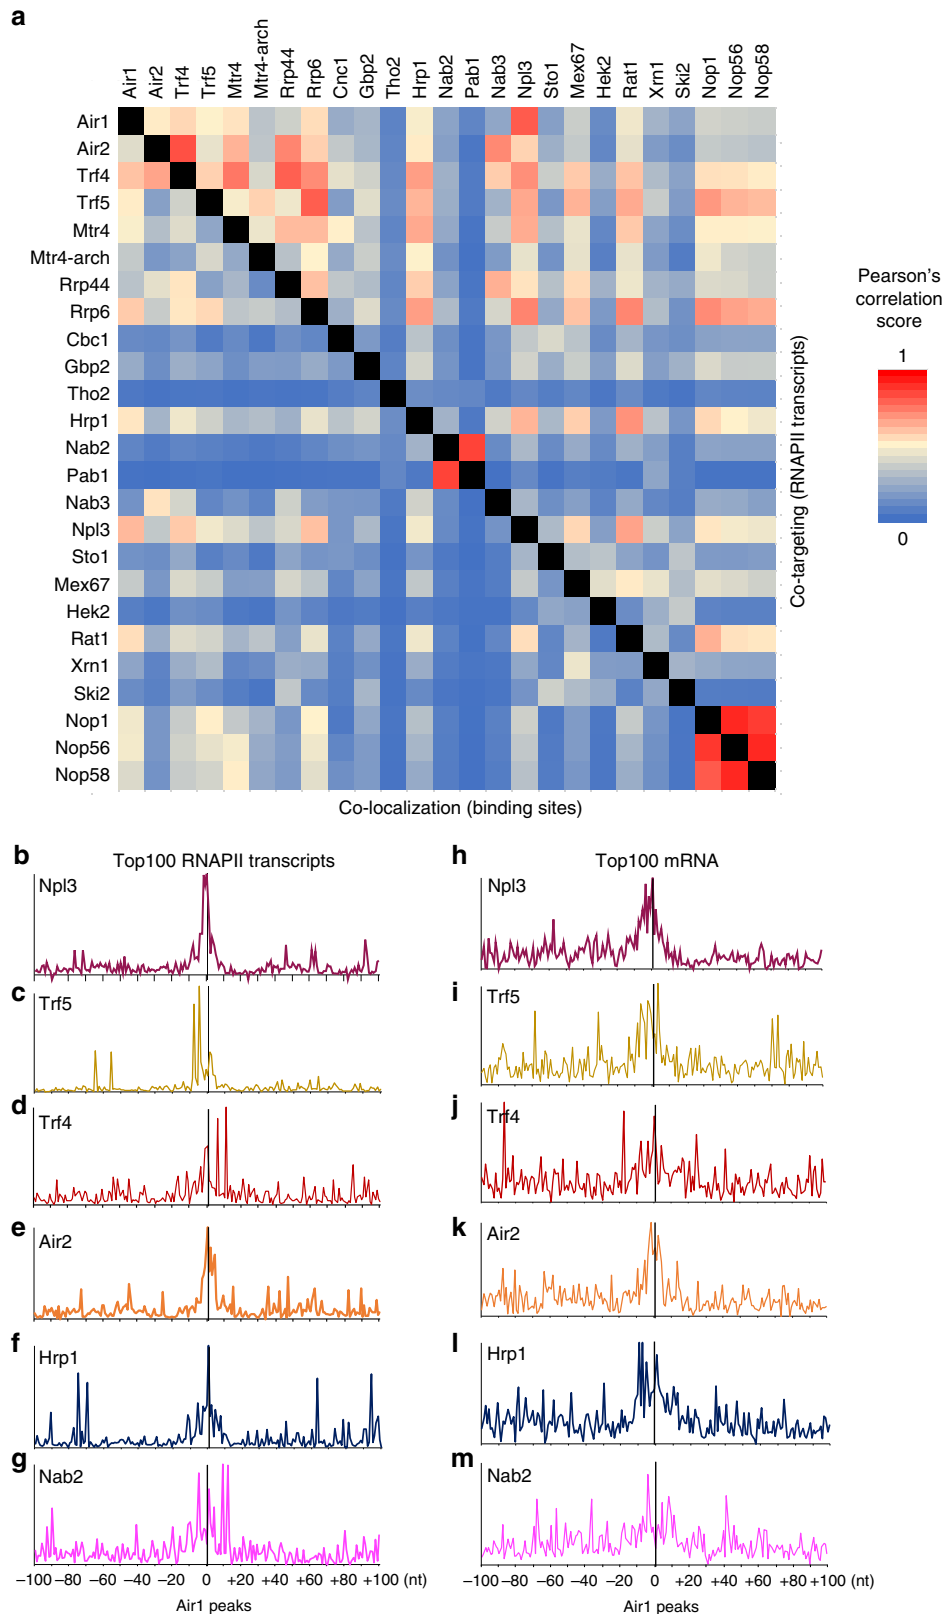 a
Air1 Air2 Trf4 Trf5 Mtr4 Mtr4-arch Rrp44 Rrp6 Cnc1 Gbp2 Tho2 Hrp1 Nab2 Pab1 Nab3 Npl3 Sto1 Mex67 Hek2 Rat1 Xrn1 Ski2 Nop1 Nop56 Nop58
Air1
Air2
Trf4
Trf5
Mtr4
Mtr4-arch
Rrp44
Rrp6
Cbc1
Gbp2
Tho2
Hrp1
Nab2
Pab1
Nab3
Npl3
Sto1
Mex67
Hek2
Rat1
Xrn1
Ski2
Nop1
Nop56
Nop58
Co-localization (binding sites)
Co-targeting (RNAPII transcripts)
Pearson's
correlation
score
1
0
b
Top100 RNAPII transcripts
Npl3
c
Trf5
d
Trf4
e
Air2
f
Hrp1
g
Nab2
−100 −80 −60 −40 −20 0 +20 +40 +60 +80 +100 (nt)
Air1 peaks
h
Top100 mRNA
Npl3
i
Trf5
j
Trf4
k
Air2
l
Hrp1
m
Nab2
−100 −80 −60 −40 −20 0 +20 +40 +60 +80 +100 (nt)
Air1 peaks